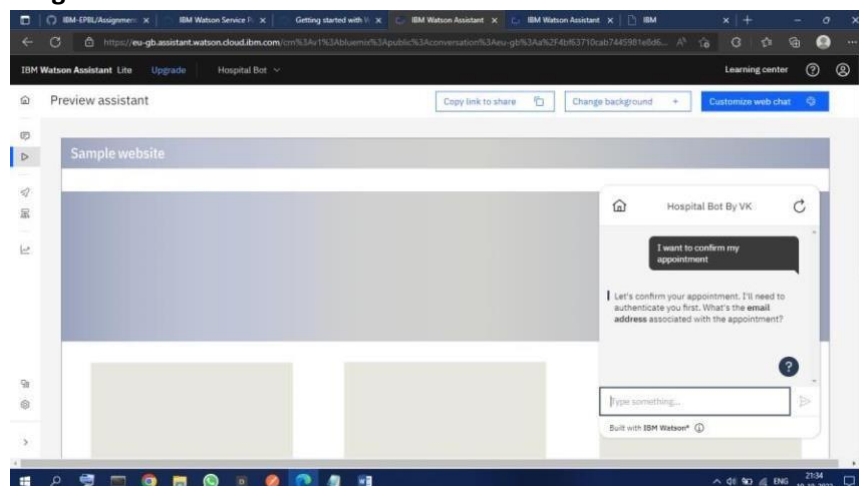 IBM-EPBL/Assignment
IBM Watson Service
Getting started with
IBM Watson Assistant
IBM Watson Assistant
IBM
https://eu-gb.assistant.watson.cloud.ibm.com/
IBM Watson Assistant Lite Upgrade Hospital Bot
Learning center
Preview assistant
Copy link to share
Change background +
Customize web chat
Sample website
Hospital Bot By VK
I want to confirm my
appointment
Let's confirm your appointment. I'll need to
authenticate you first. What's the email
address associated with the appointment?
?
Type something...
Built with IBM Watson®
ENG
21:34